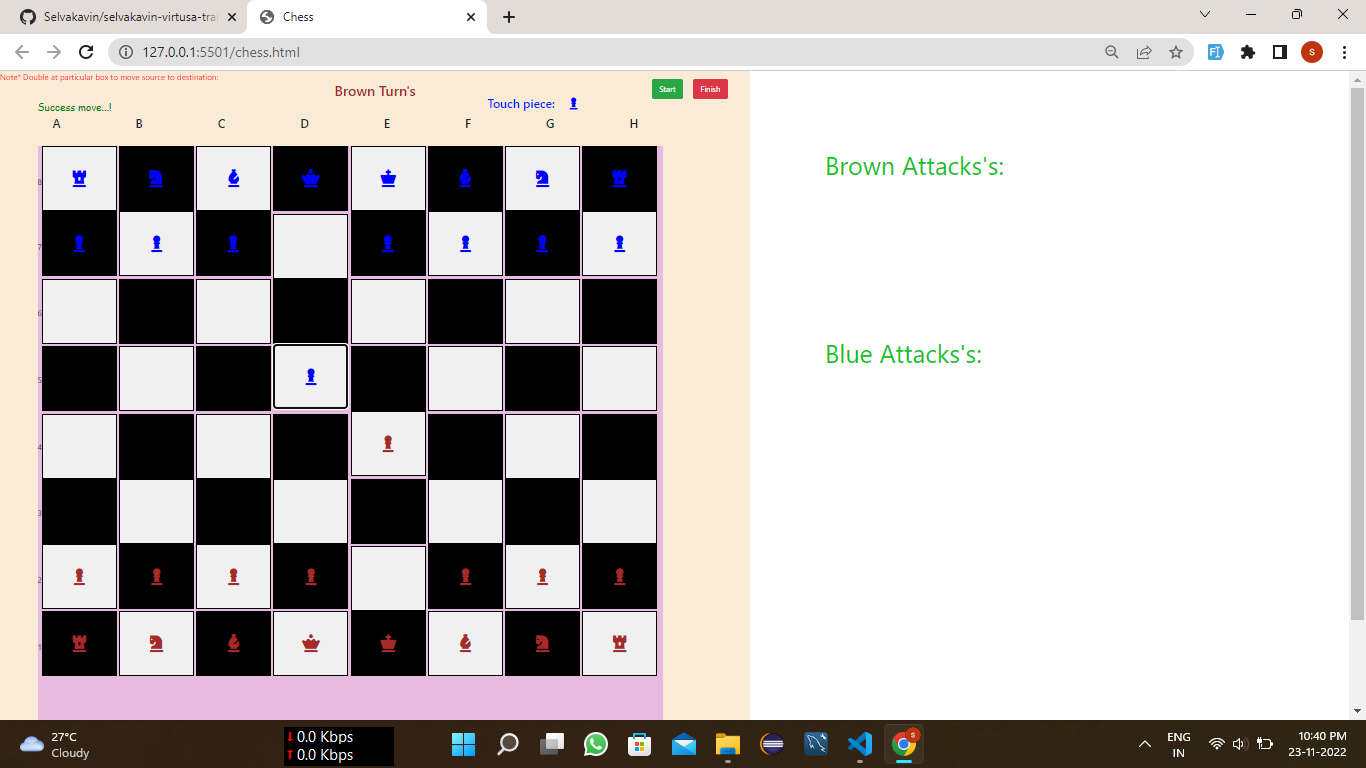 Selvakavin/selvakavin-virtusa-tra
Chess
127.0.0.1:5501/chess.html
S
Note* Double at particular box to move source to destination:
Brown Turn's
Start
Finish
Success move...!
Touch piece:
A B C D E F G H
8
7
6
5
4
3
2
1
Brown Attacks's:
Blue Attacks's:
27°C
Cloudy
0.0 Kbps
0.0 Kbps
S
ENG
IN
10:40 PM
23-11-2022